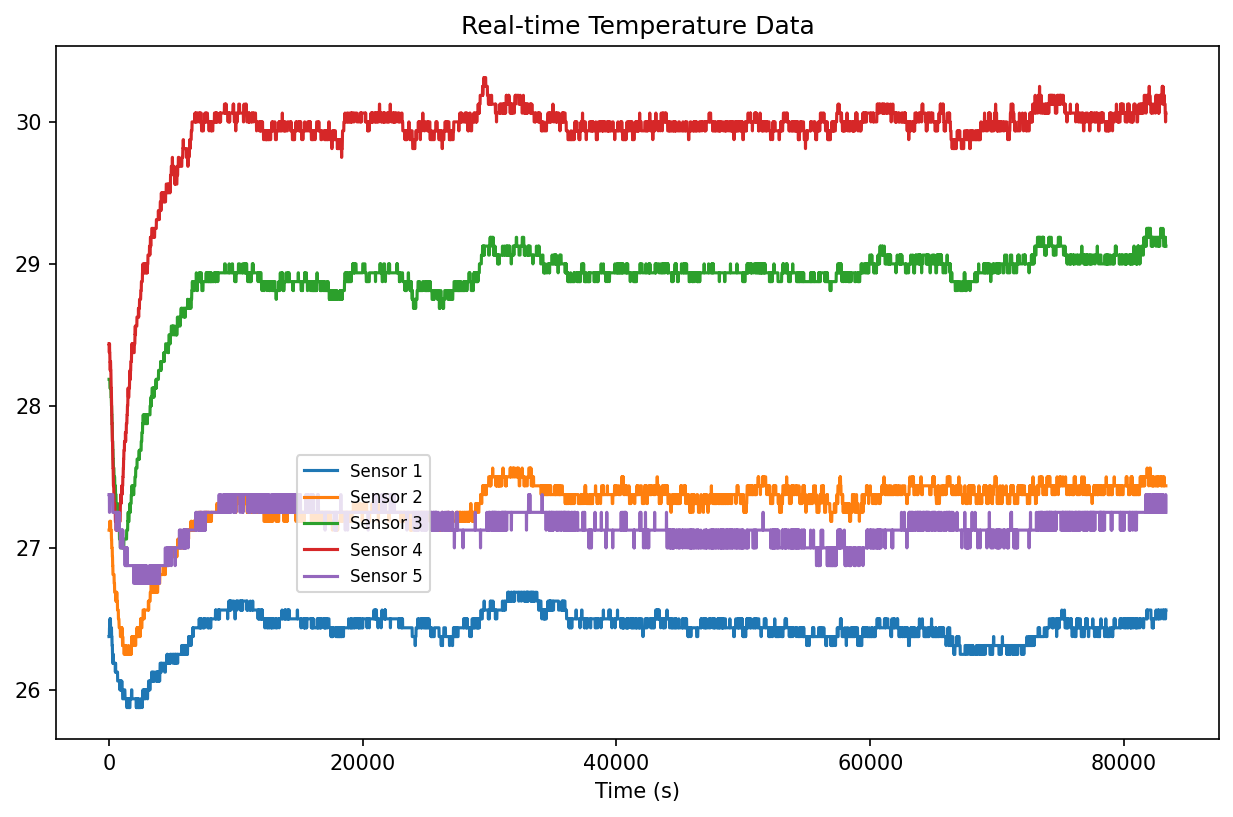 Real-time Temperature Data
30
29
28
27
26
Sensor 1
Sensor 2
Sensor 3
Sensor 4
Sensor 5
0 20000 40000 60000 80000
Time (s)